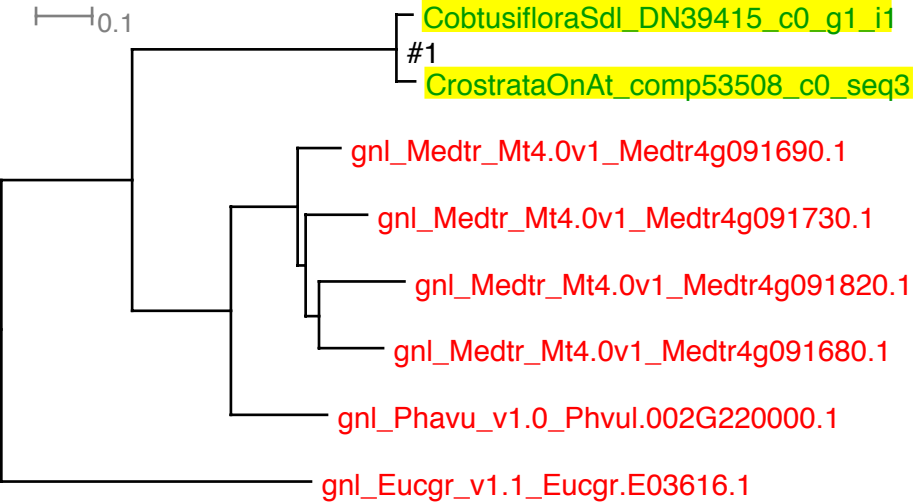 0.1
CobtusifloraSdl_DN39415_c0_g1_i1
#1
CrostrataOnAt_comp53508_c0_seq3
gnl_Medtr_Mt4.0v1_Medtr4g091690.1
gnl_Medtr_Mt4.0v1_Medtr4g091730.1
gnl_Medtr_Mt4.0v1_Medtr4g091820.1
gnl_Medtr_Mt4.0v1_Medtr4g091680.1
gnl_Phavu_v1.0_Phvul.002G220000.1
gnl_Eucgr_v1.1_Eucgr.E03616.1